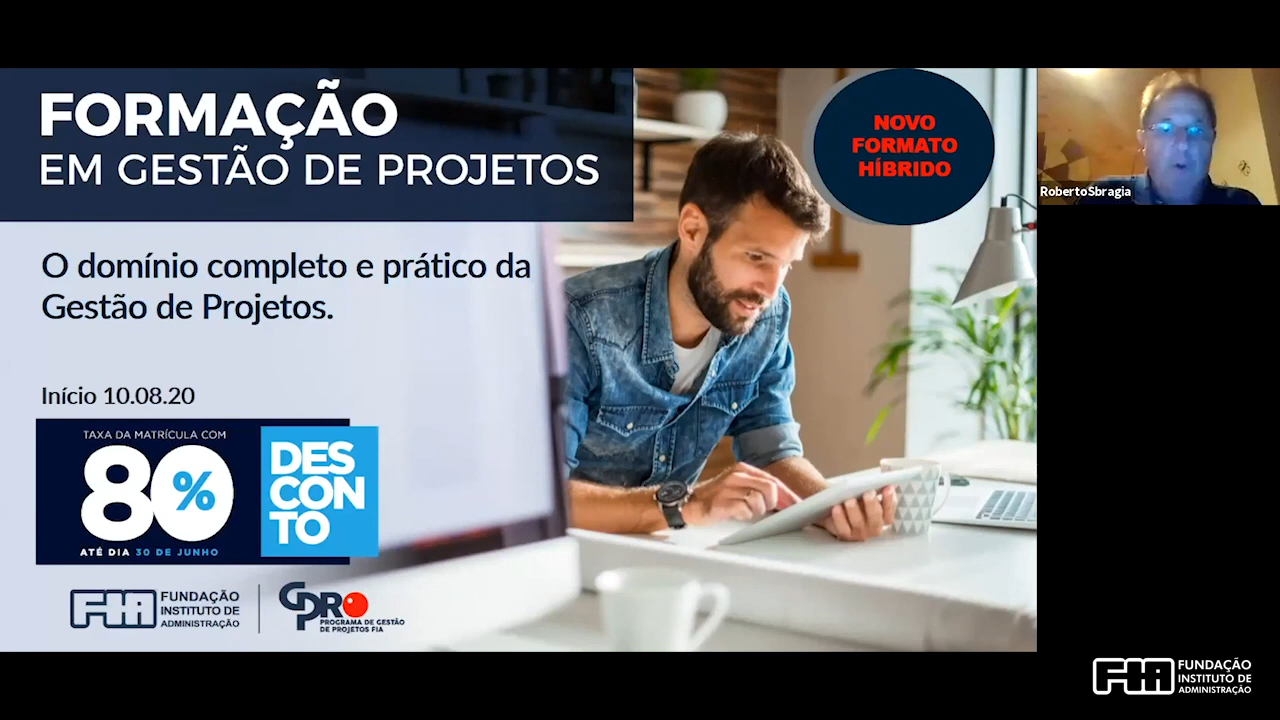 FORMAÇÃO
EM GESTÃO DE PROJETOS
NOVO
FORMATO
HÍBRIDO
RobertoSbragia
O domínio completo e prático da
Gestão de Projetos.
Início 10.08.20
TAXA DA MATRÍCULA COM
80%
ATÉ DIA 30 DE JUNHO
DES
CON
TO
FIA FUNDAÇÃO
INSTITUTO DE
ADMINISTRAÇÃO
GPRO
PROGRAMA DE GESTÃO
DE PROJETOS FIA
FIA FUNDAÇÃO
INSTITUTO DE
ADMINISTRAÇÃO